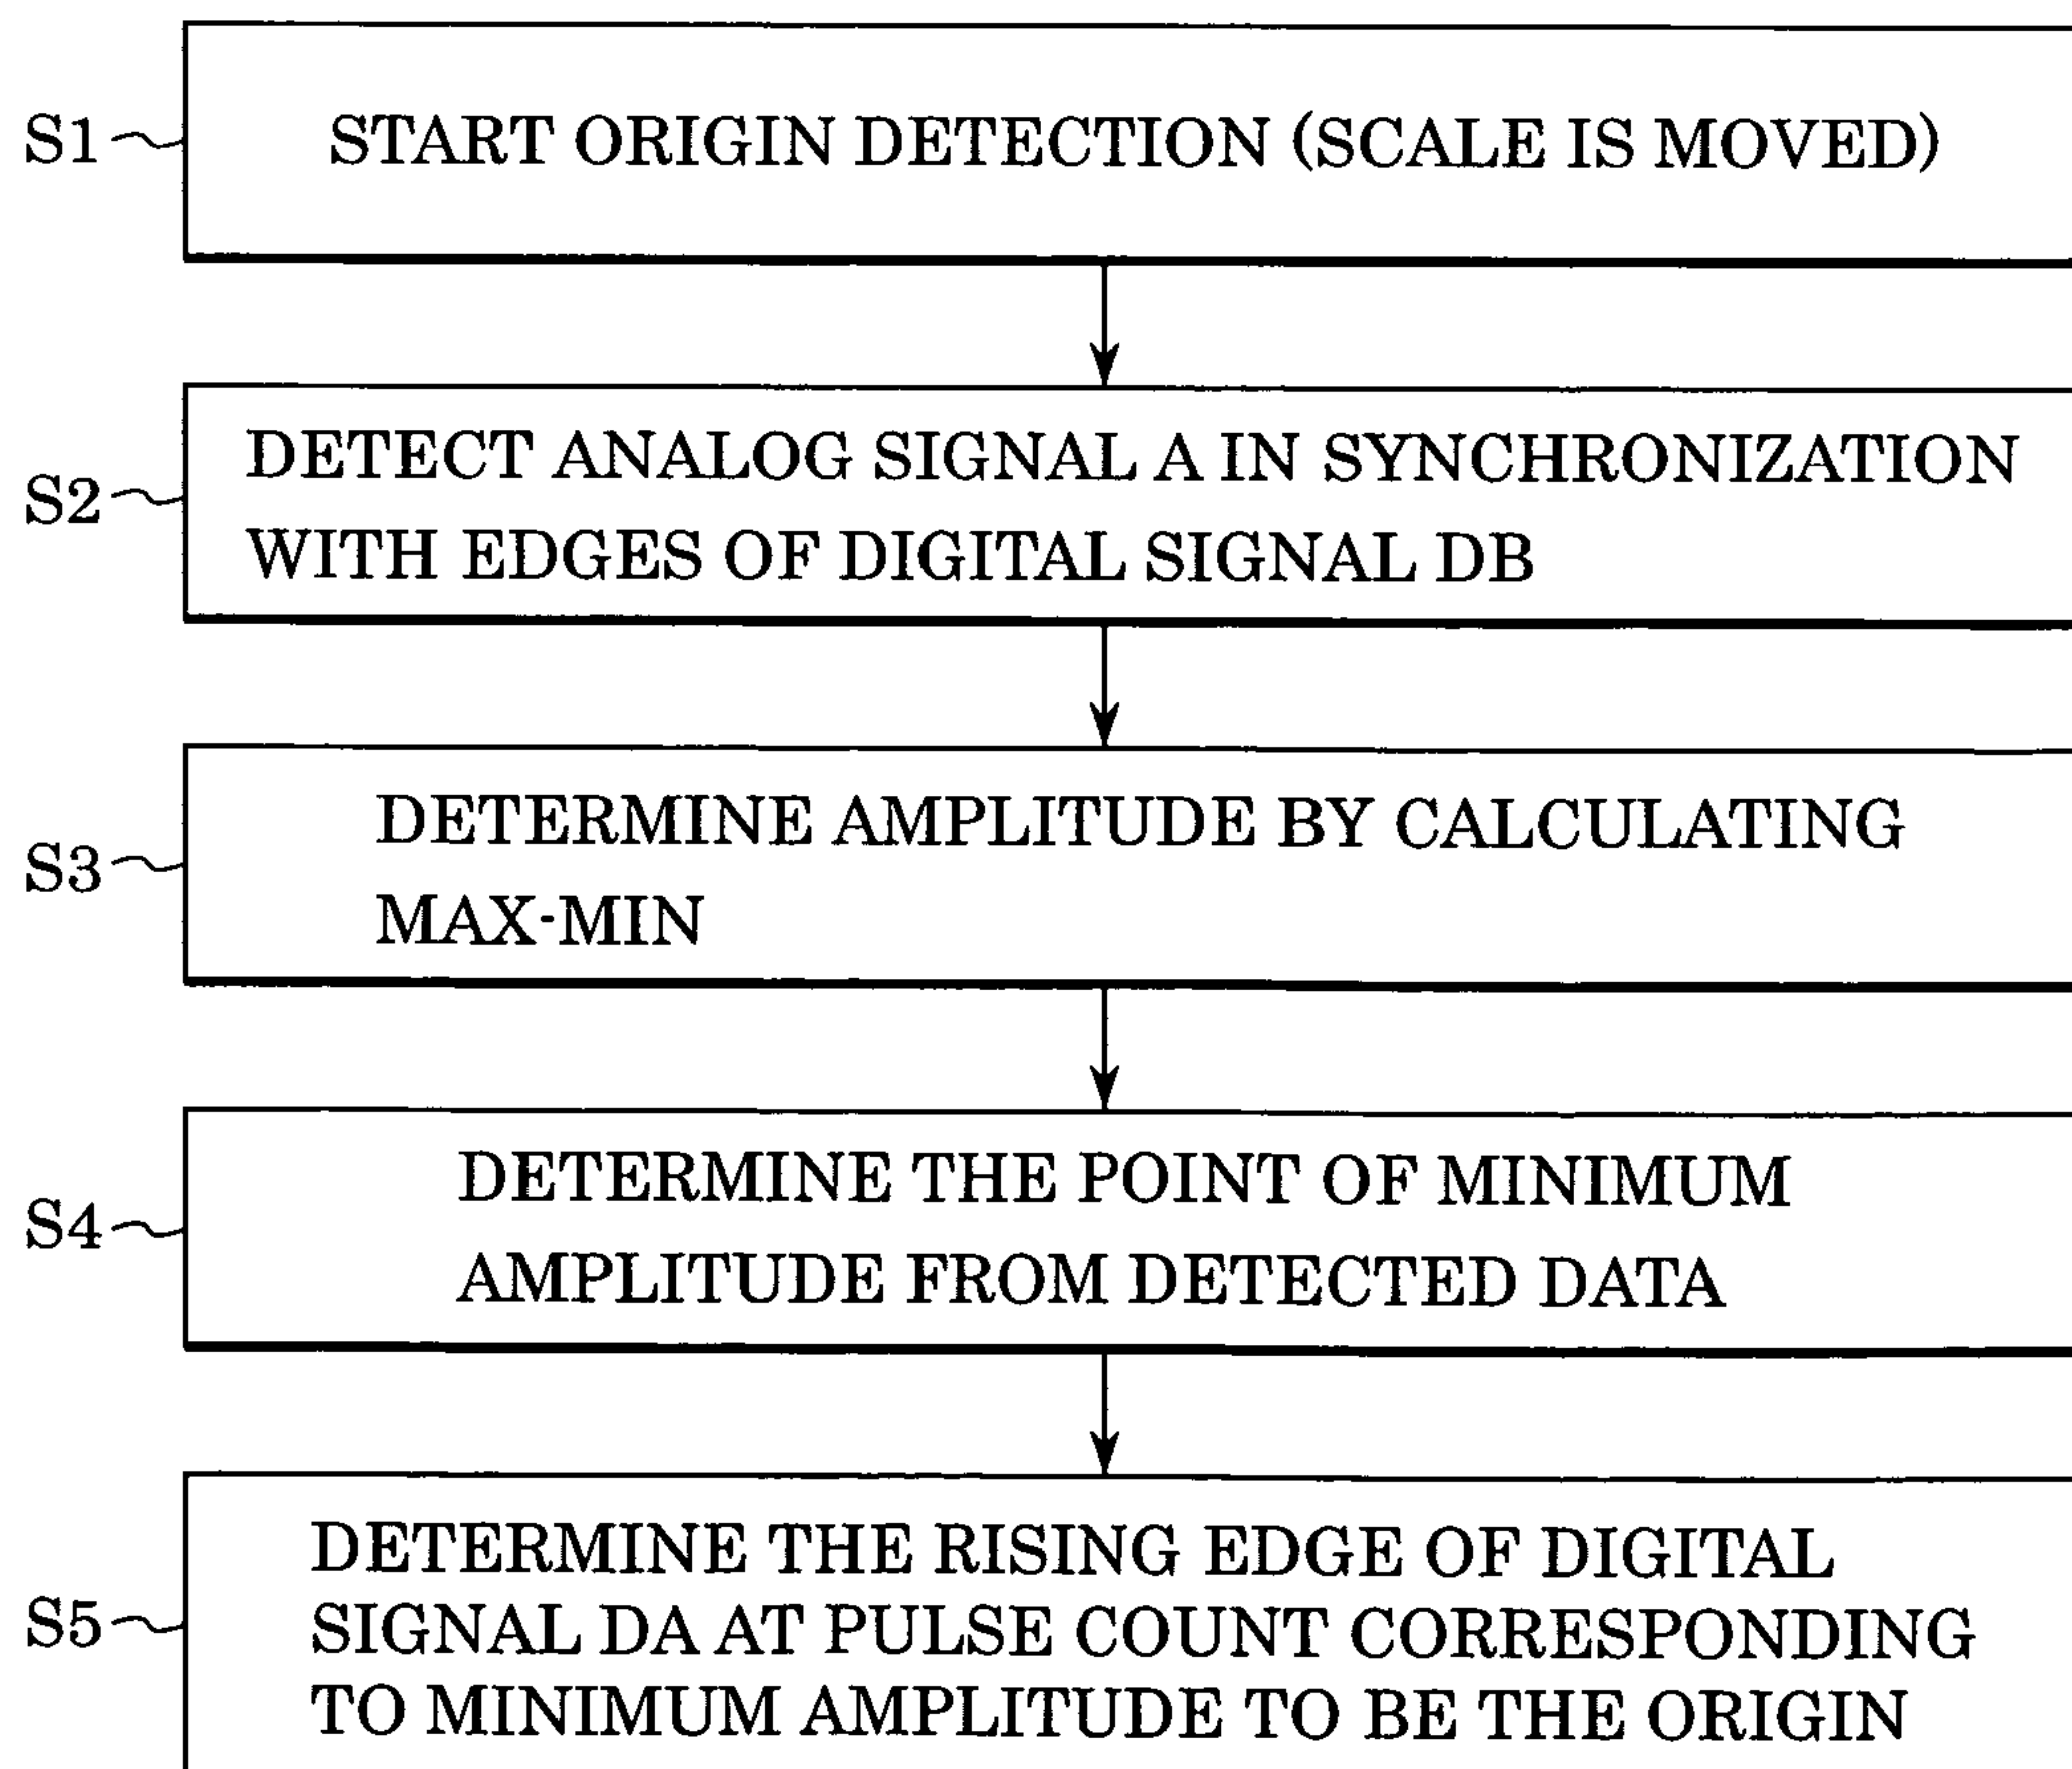 S1
START ORIGIN DETECTION (SCALE IS MOVED)
S2
DETECT ANALOG SIGNAL A IN SYNCHRONIZATION
WITH EDGES OF DIGITAL SIGNAL DB
S3
DETERMINE AMPLITUDE BY CALCULATING
MAX-MIN
S4
DETERMINE THE POINT OF MINIMUM
AMPLITUDE FROM DETECTED DATA
S5
DETERMINE THE RISING EDGE OF DIGITAL
SIGNAL DA AT PULSE COUNT CORRESPONDING
TO MINIMUM AMPLITUDE TO BE THE ORIGIN